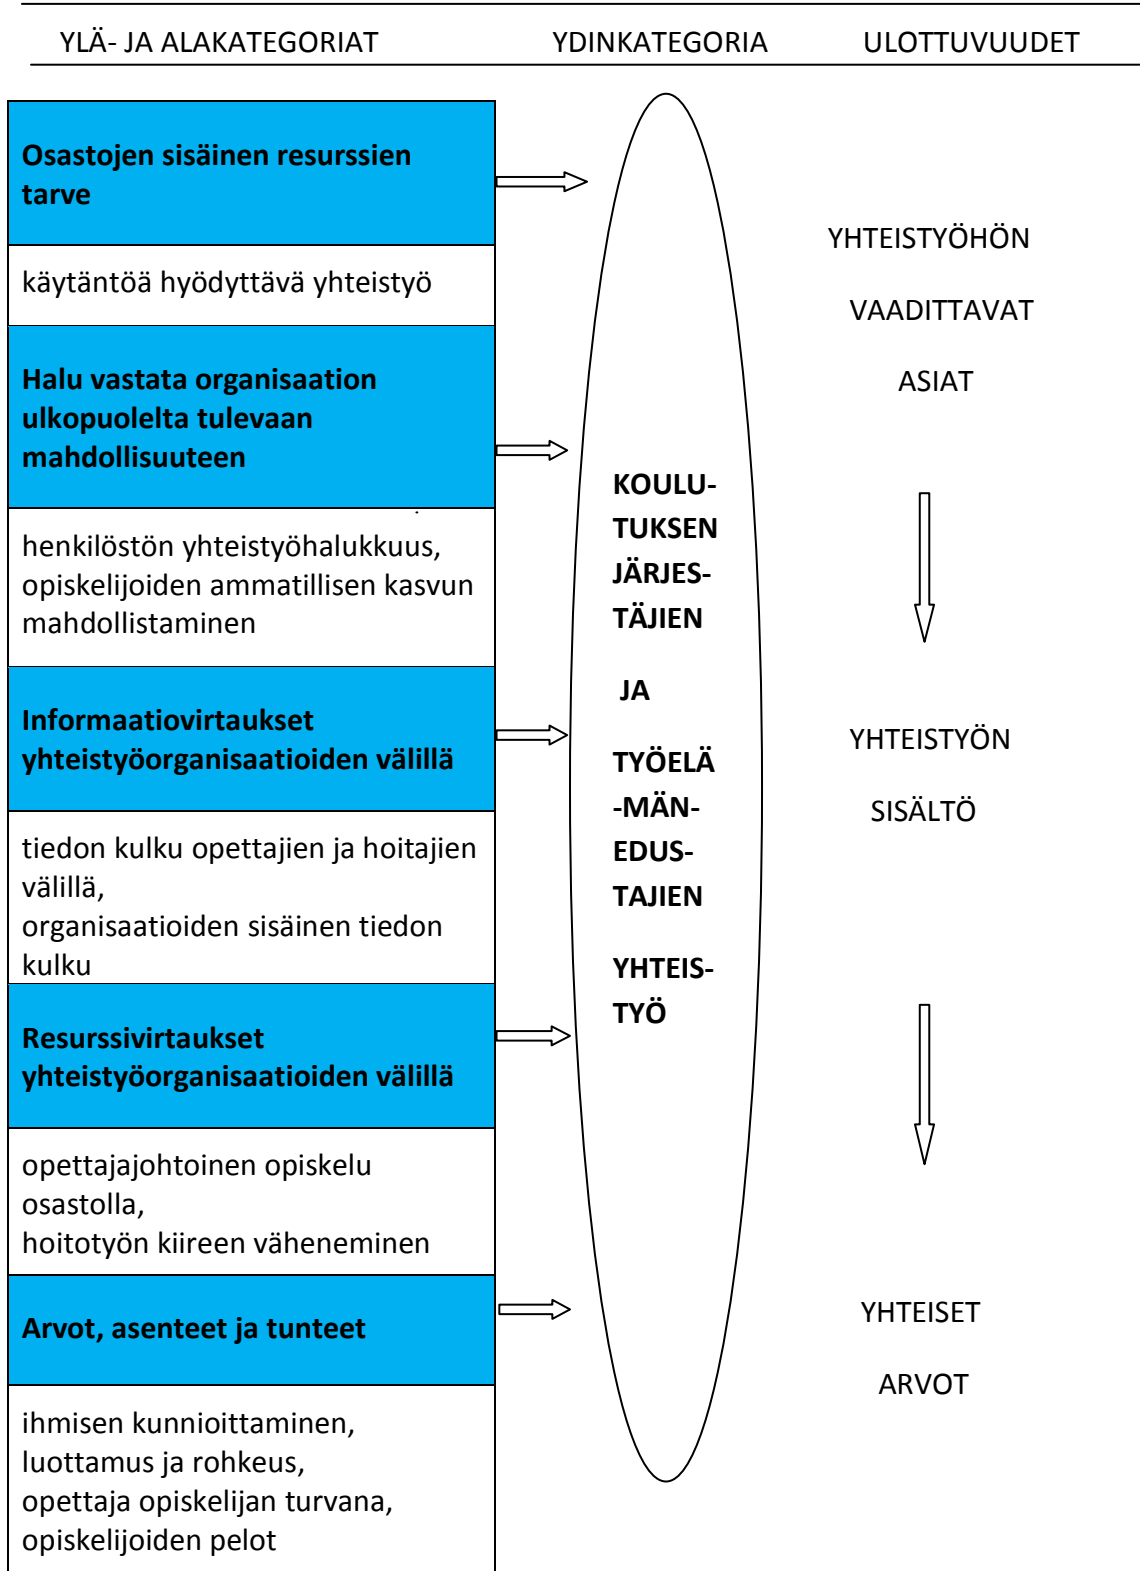 YLÄ- JA ALAKATEGORIAT YDINKATEGORIA ULOTTUVUUDET
Osastojen sisäinen resurssien
tarve
käytäntöä hyödyttävä yhteistyö
Halu vastata organisaation
ulkopuolelta tulevaan
mahdollisuuteen
henkilöstön yhteistyöhalukkuus,
opiskelijoiden ammatillisen kasvun
mahdollistaminen
Informaatiovirtaukset
yhteistyöorganisaatioiden välillä
tiedon kulku opettajien ja hoitajien
välillä,
organisaatioiden sisäinen tiedon
kulku
Resurssivirtaukset
yhteistyöorganisaatioiden välillä
opettajajohtoinen opiskelu
osastolla,
hoitotyön kiireen väheneminen
Arvot, asenteet ja tunteet
ihmisen kunnioittaminen,
luottamus ja rohkeus,
opettaja opiskelijan turvana,
opiskelijoiden pelot
KOULU-
TUKSEN
JÄRJES-
TÄJIEN
JA
TYÖELÄ
-MÄN-
EDUS-
TAJIEN
YHTEIS-
TYÖ
YHTEISTYÖHÖN
VAADITTAVAT
ASIAT
YHTEISTYÖN
SISÄLTÖ
YHTEISET
ARVOT